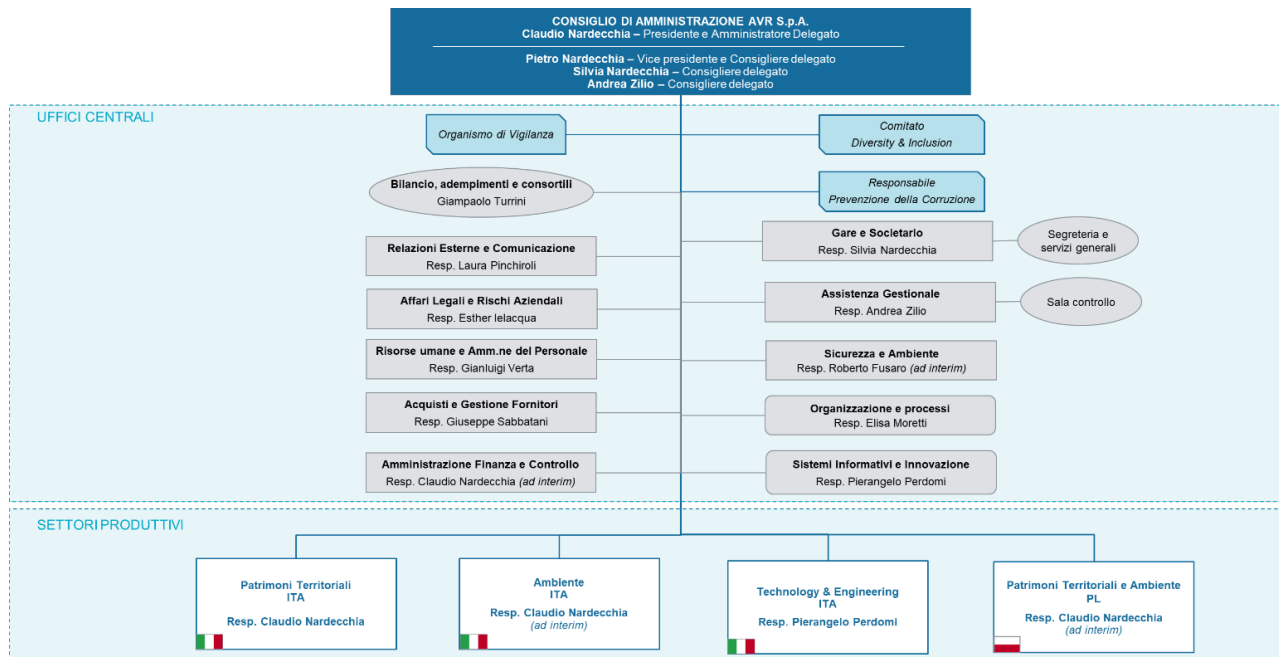 CONSIGLIO DI AMMINISTRAZIONE AVR S.p.A.
Claudio Nardecchia – Presidente e Amministratore Delegato
Pietro Nardecchia – Vice presidente e Consigliere delegato
Silvia Nardecchia – Consigliere delegato
Andrea Zilio – Consigliere delegato
UFFICI CENTRALI
Organismo di Vigilanza
Comitato
Diversity & Inclusion
Bilancio, adempimenti e consortili
Giampaolo Turrini
Responsabile
Prevenzione della Corruzione
Relazioni Esterne e Comunicazione
Resp. Laura Pinchiroli
Gare e Societario
Resp. Silvia Nardecchia
Segreteria e
servizi generali
Affari Legali e Rischi Aziendali
Resp. Esther Ielacqua
Assistenza Gestionale
Resp. Andrea Zilio
Sala controllo
Risorse umane e Amm.ne del Personale
Resp. Gianluigi Verta
Sicurezza e Ambiente
Resp. Roberto Fusaro (ad interim)
Acquisti e Gestione Fornitori
Resp. Giuseppe Sabbatani
Organizzazione e processi
Resp. Elisa Moretti
Amministrazione Finanza e Controllo
Resp. Claudio Nardecchia (ad interim)
Sistemi Informativi e Innovazione
Resp. Pierangelo Perdomi
SETTORI PRODUTTIVI
Patrimoni Territoriali
ITA
Resp. Claudio Nardecchia
Ambiente
ITA
Resp. Claudio Nardecchia
(ad interim)
Technology & Engineering
ITA
Resp. Pierangelo Perdomi
Patrimoni Territoriali e Ambiente
PL
Resp. Claudio Nardecchia
(ad interim)